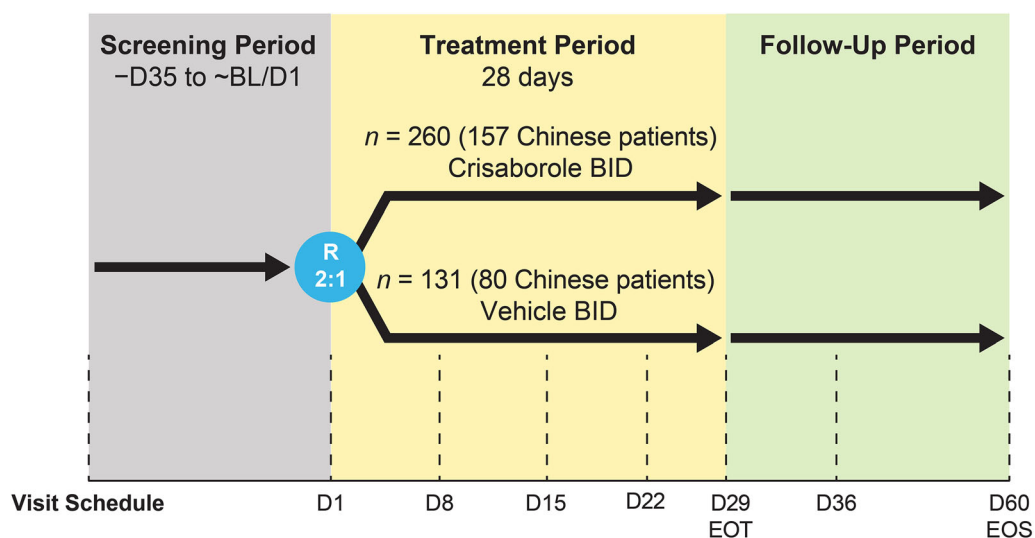 Screening Period
−D35 to ~BL/D1
Treatment Period
28 days
Follow-Up Period
n = 260 (157 Chinese patients)
Crisaborole BID
R
2:1
n = 131 (80 Chinese patients)
Vehicle BID
Visit Schedule
D1
D8
D15
D22
D29
EOT
D36
D60
EOS